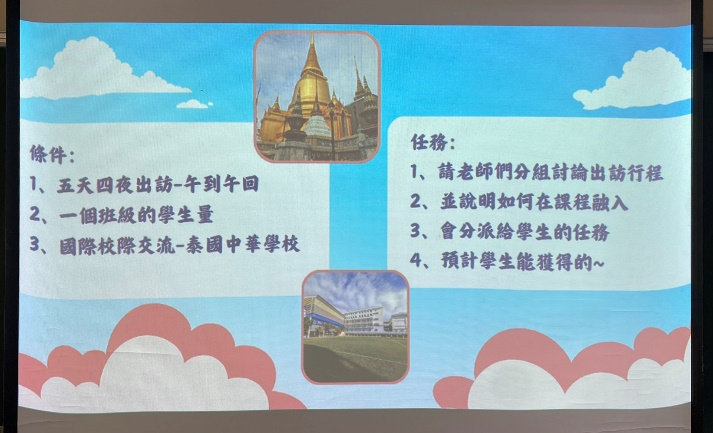 條件：
1、五天四夜出訪-午到午回
2、一個班級的學生量
3、國際校際交流-泰國中華學校
任務：
1、請老師們分組討論出訪行程
2、並說明如何在課程融入
3、會分派給學生的任務
4、預計學生能獲得的~